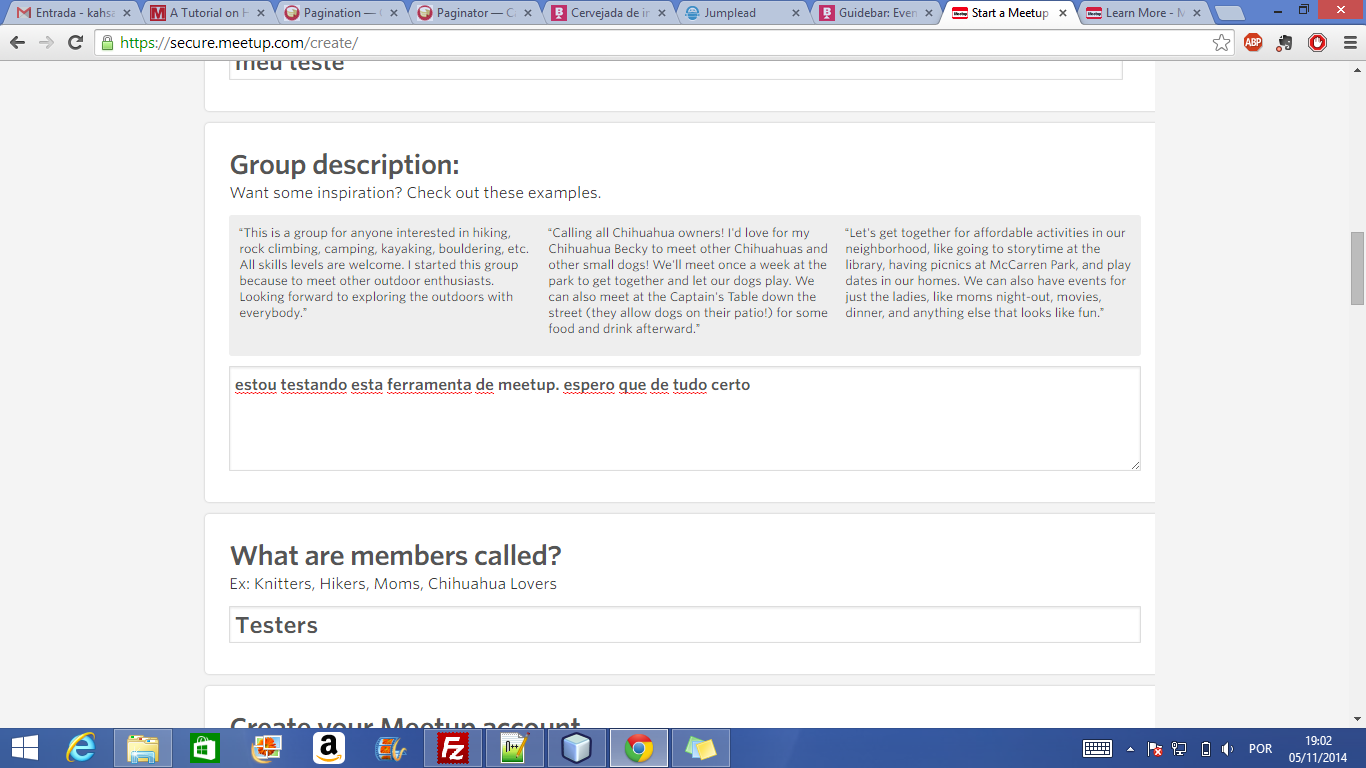 Entrada - kahsa
A Tutorial on H
Pagination — C
Paginator — C
Cervejada de in
Jumplead
Guidebar: Even
Start a Meetup
Learn More - M
https://secure.meetup.com/create/
ABP
meu teste
Group description:
Want some inspiration? Check out these examples.
“This is a group for anyone interested in hiking,
rock climbing, camping, kayaking, bouldering, etc.
All skills levels are welcome. I started this group
because to meet other outdoor enthusiasts.
Looking forward to exploring the outdoors with
everybody.”
“Calling all Chihuahua owners! I'd love for my
Chihuahua Becky to meet other Chihuahuas and
other small dogs! We'll meet once a week at the
park to get together and let our dogs play. We
can also meet at the Captain's Table down the
street (they allow dogs on their patio!) for some
food and drink afterward.”
“Let's get together for affordable activities in our
neighborhood, like going to storytime at the
library, having picnics at McCarren Park, and play
dates in our homes. We can also have events for
just the ladies, like moms night-out, movies,
dinner, and anything else that looks like fun.”
estou testando esta ferramenta de meetup. espero que de tudo certo
What are members called?
Ex: Knitters, Hikers, Moms, Chihuahua Lovers
Testers
Create your Meetup account
POR
19:02
05/11/2014